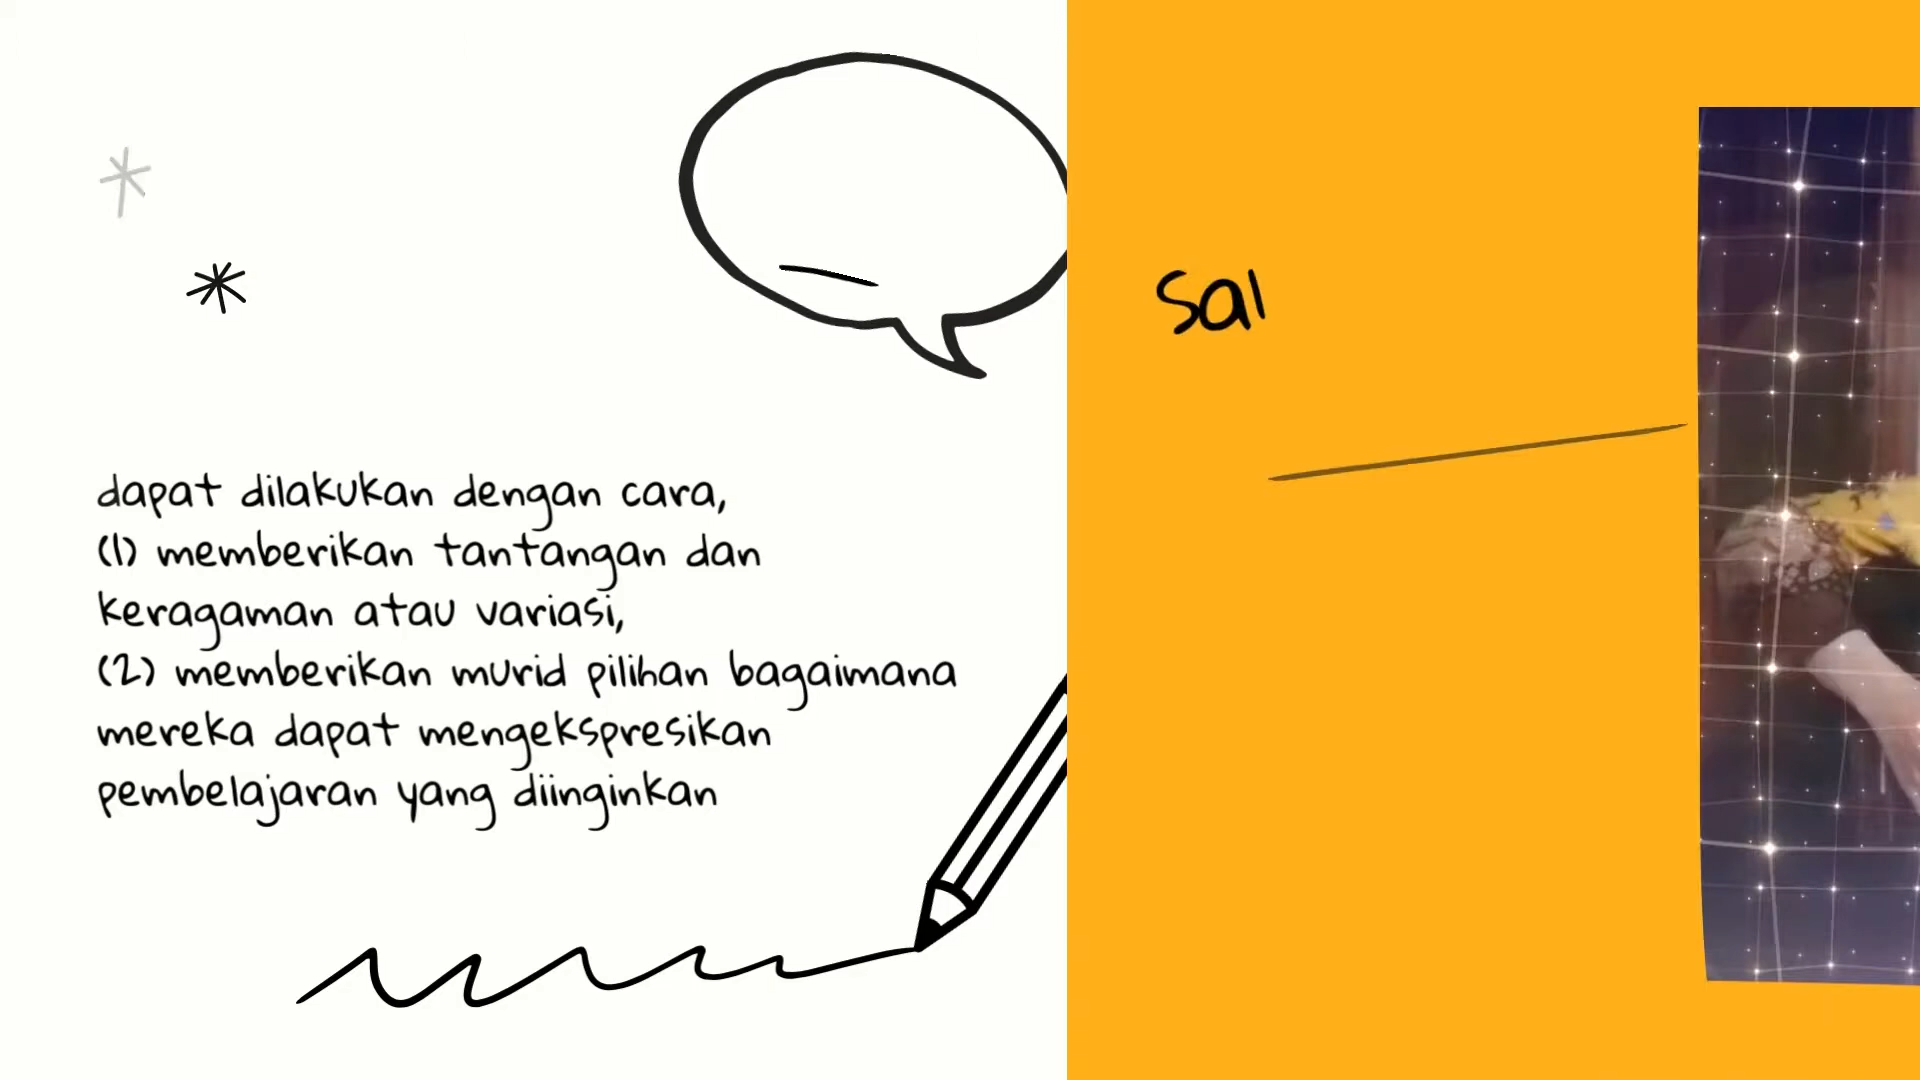 dapat dilakukan dengan cara,
(1) memberikan tantangan dan
keragaman atau variasi,
(2) memberikan murid pilihan bagaimana
mereka dapat mengekspresikan
pembelajaran yang diinginkan
Sal